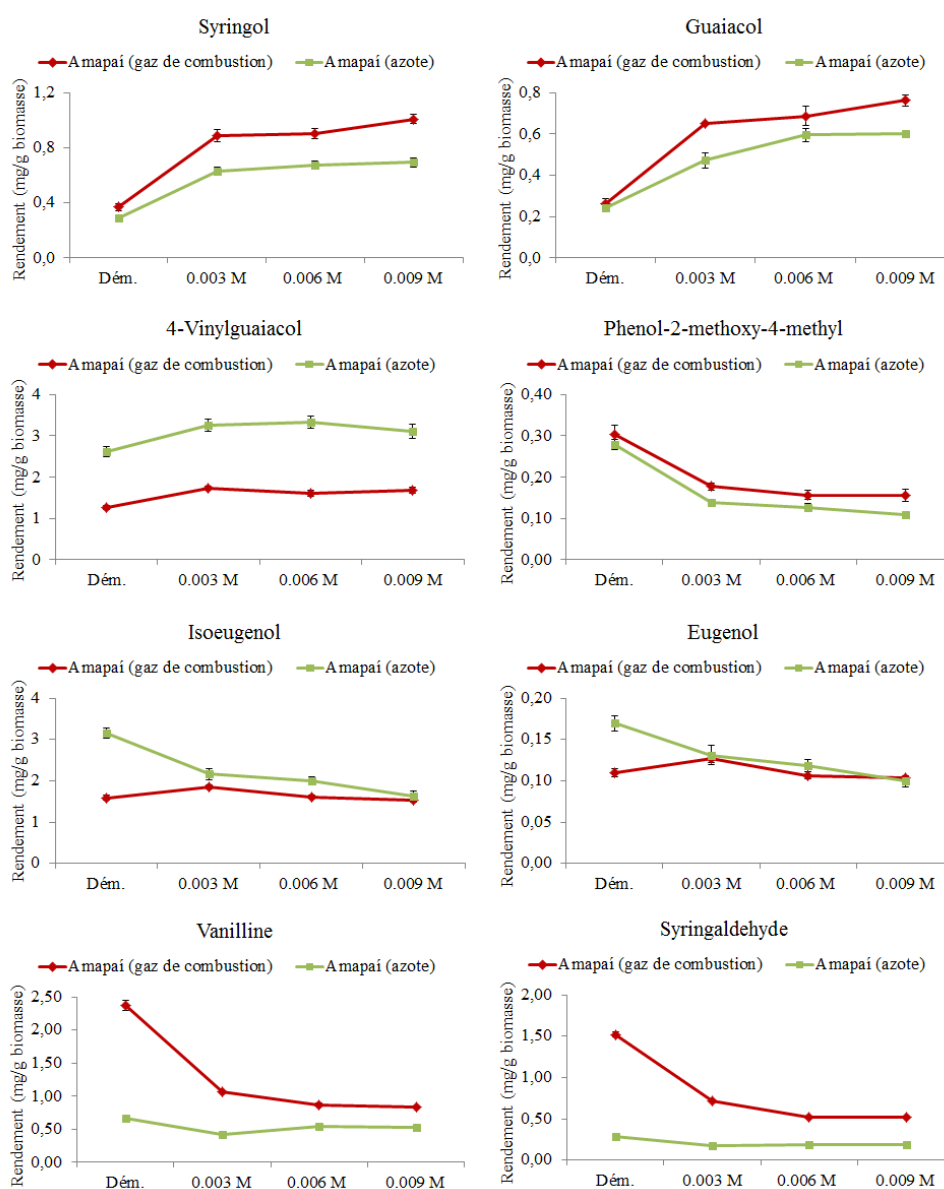 Syringol
Amapaí (gaz de combustion) Amapaí (azote)
Rendement (mg/g biomasse)
1,2
0,8
0,4
0,0
Dém. 0.003 M 0.006 M 0.009 M
Guaiacol
Amapaí (gaz de combustion) Amapaí (azote)
Rendement (mg/g biomasse)
0,8
0,6
0,4
0,2
0,0
Dém. 0.003 M 0.006 M 0.009 M
4-Vinylguaiacol
Amapaí (gaz de combustion) Amapaí (azote)
Rendement (mg/g biomasse)
4
3
2
1
0
Dém. 0.003 M 0.006 M 0.009 M
Phenol-2-methoxy-4-methyl
Amapaí (gaz de combustion) Amapaí (azote)
Rendement (mg/g biomasse)
0,40
0,30
0,20
0,10
0,00
Dém. 0.003 M 0.006 M 0.009 M
Isoeugenol
Amapaí (gaz de combustion) Amapaí (azote)
Rendement (mg/g biomasse)
4
3
2
1
0
Dém. 0.003 M 0.006 M 0.009 M
Eugenol
Amapaí (gaz de combustion) Amapaí (azote)
Rendement (mg/g biomasse)
0,20
0,15
0,10
0,05
0,00
Dém. 0.003 M 0.006 M 0.009 M
Vanilline
Amapaí (gaz de combustion) Amapaí (azote)
Rendement (mg/g biomasse)
2,50
2,00
1,50
1,00
0,50
0,00
Dém. 0.003 M 0.006 M 0.009 M
Syringaldehyde
Amapaí (gaz de combustion) Amapaí (azote)
Rendement (mg/g biomasse)
2,00
1,50
1,00
0,50
0,00
Dém. 0.003 M 0.006 M 0.009 M